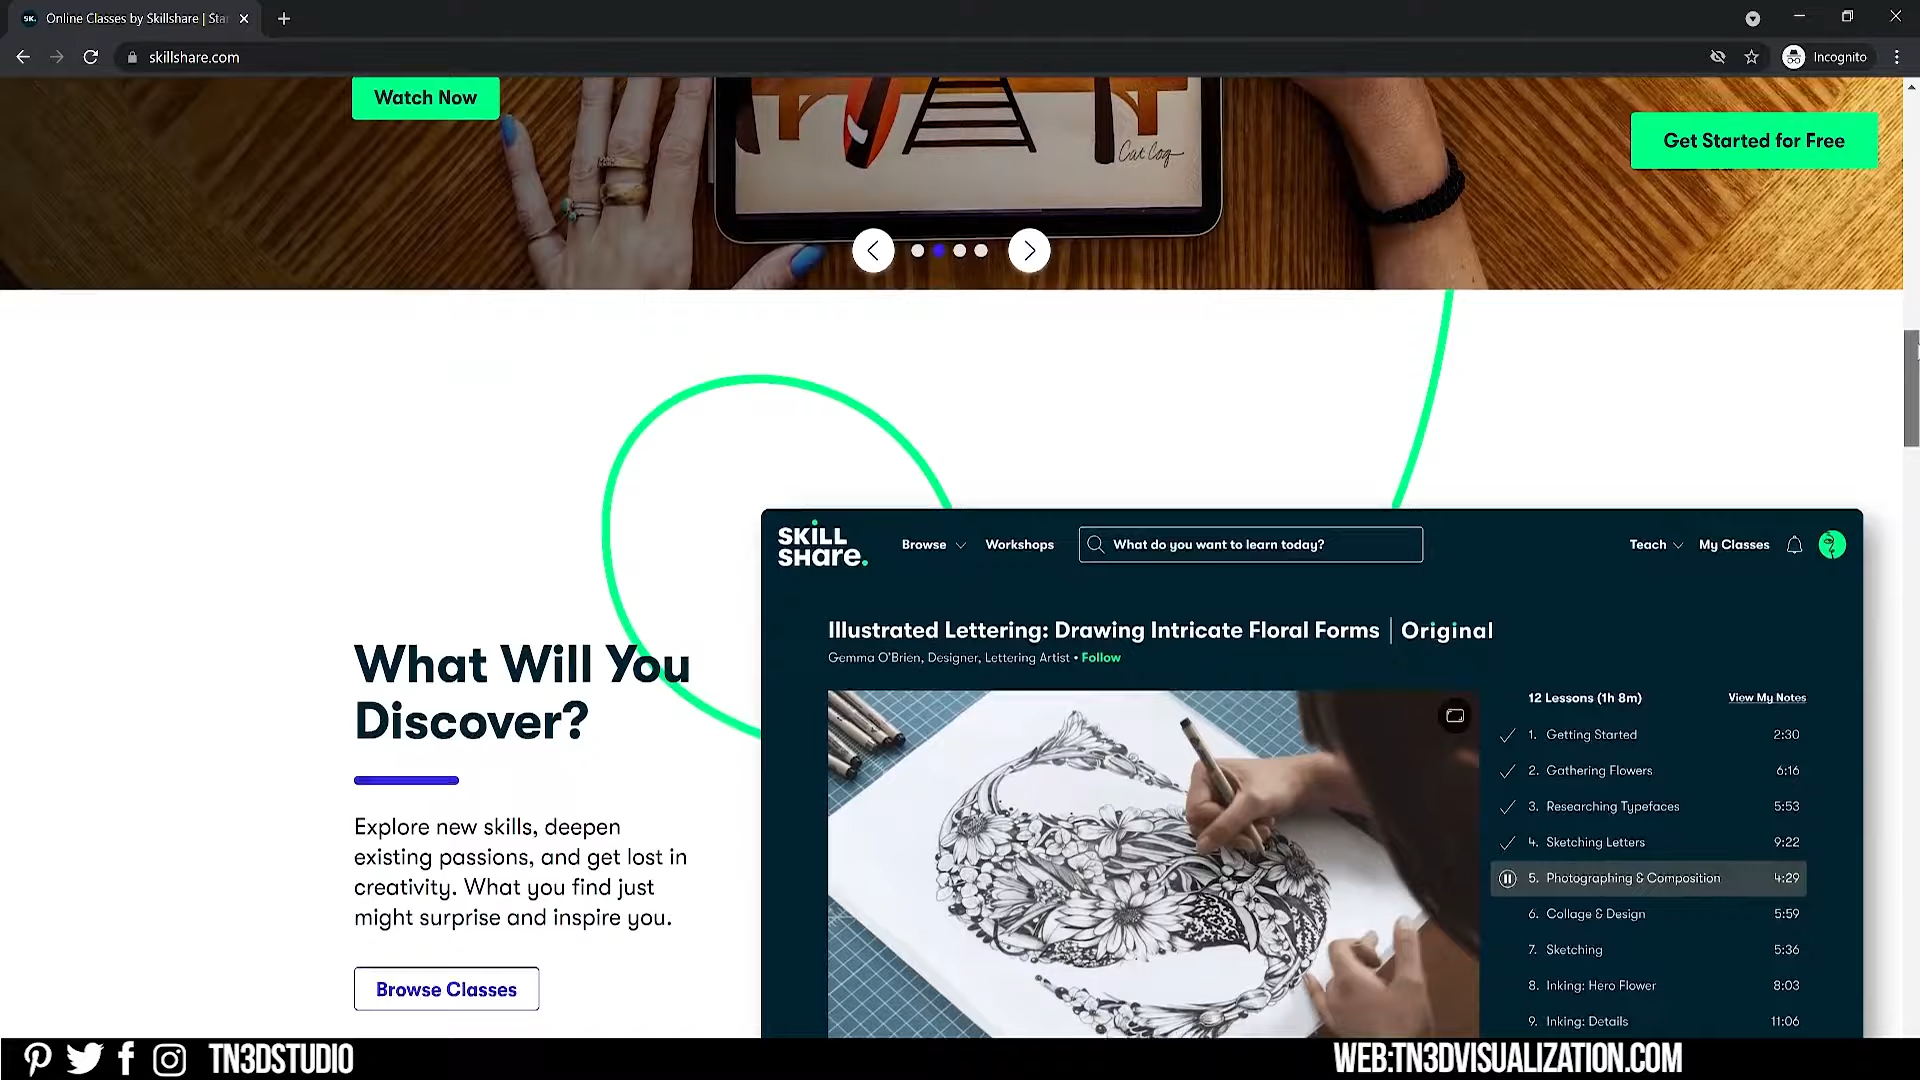 SK.
Online Classes by Skillshare | Sta
skillshare.com
Incognito
Watch Now
Cat Coq
Get Started for Free
SKILL
SHare.
Browse
Workshops
What do you want to learn today?
Teach
My Classes
Illustrated Lettering: Drawing Intricate Floral Forms | Original
Gemma O'Brien, Designer, Lettering Artist • Follow
What Will You
Discover?
Explore new skills, deepen
existing passions, and get lost in
creativity. What you find just
might surprise and inspire you.
Browse Classes
12 Lessons (1h 8m)
View My Notes
1. Getting Started 2:30
2. Gathering Flowers 6:16
3. Researching Typefaces 5:53
4. Sketching Letters 9:22
5. Photographing & Composition 4:29
6. Collage & Design 5:59
7. Sketching 5:36
8. Inking: Hero Flower 8:03
9. Inking: Details 11:06
TN3DSTUDIO
WEB:TN3DVISUALIZATION.COM